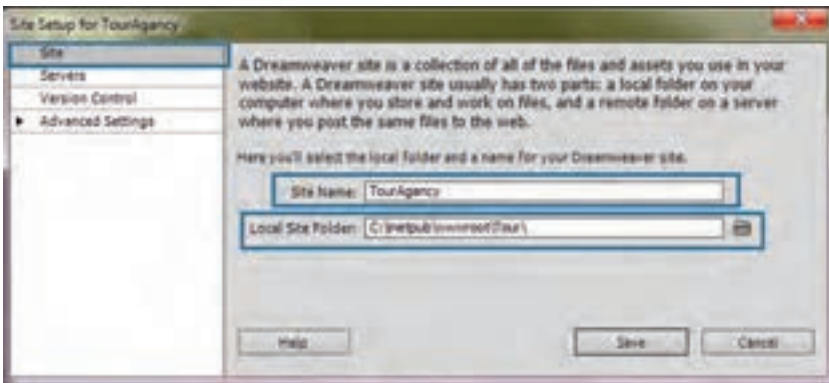 Site Setup for TourAgancy
Site
Servers
Version Control
Advanced Settings
A Dreamweaver site is a collection of all of the files and assets you use in your
website. A Dreamweaver site usually has two parts: a local folder on your
computer where you store and work on files, and a remote folder on a server
where you post the same files to the web.
Here you'll select the local folder and a name for your Dreamweaver site.
Site Name: TourAgancy
Local Site Folder: C:\inetpub\wwwroot\Tour\
Help
Save
Cancel